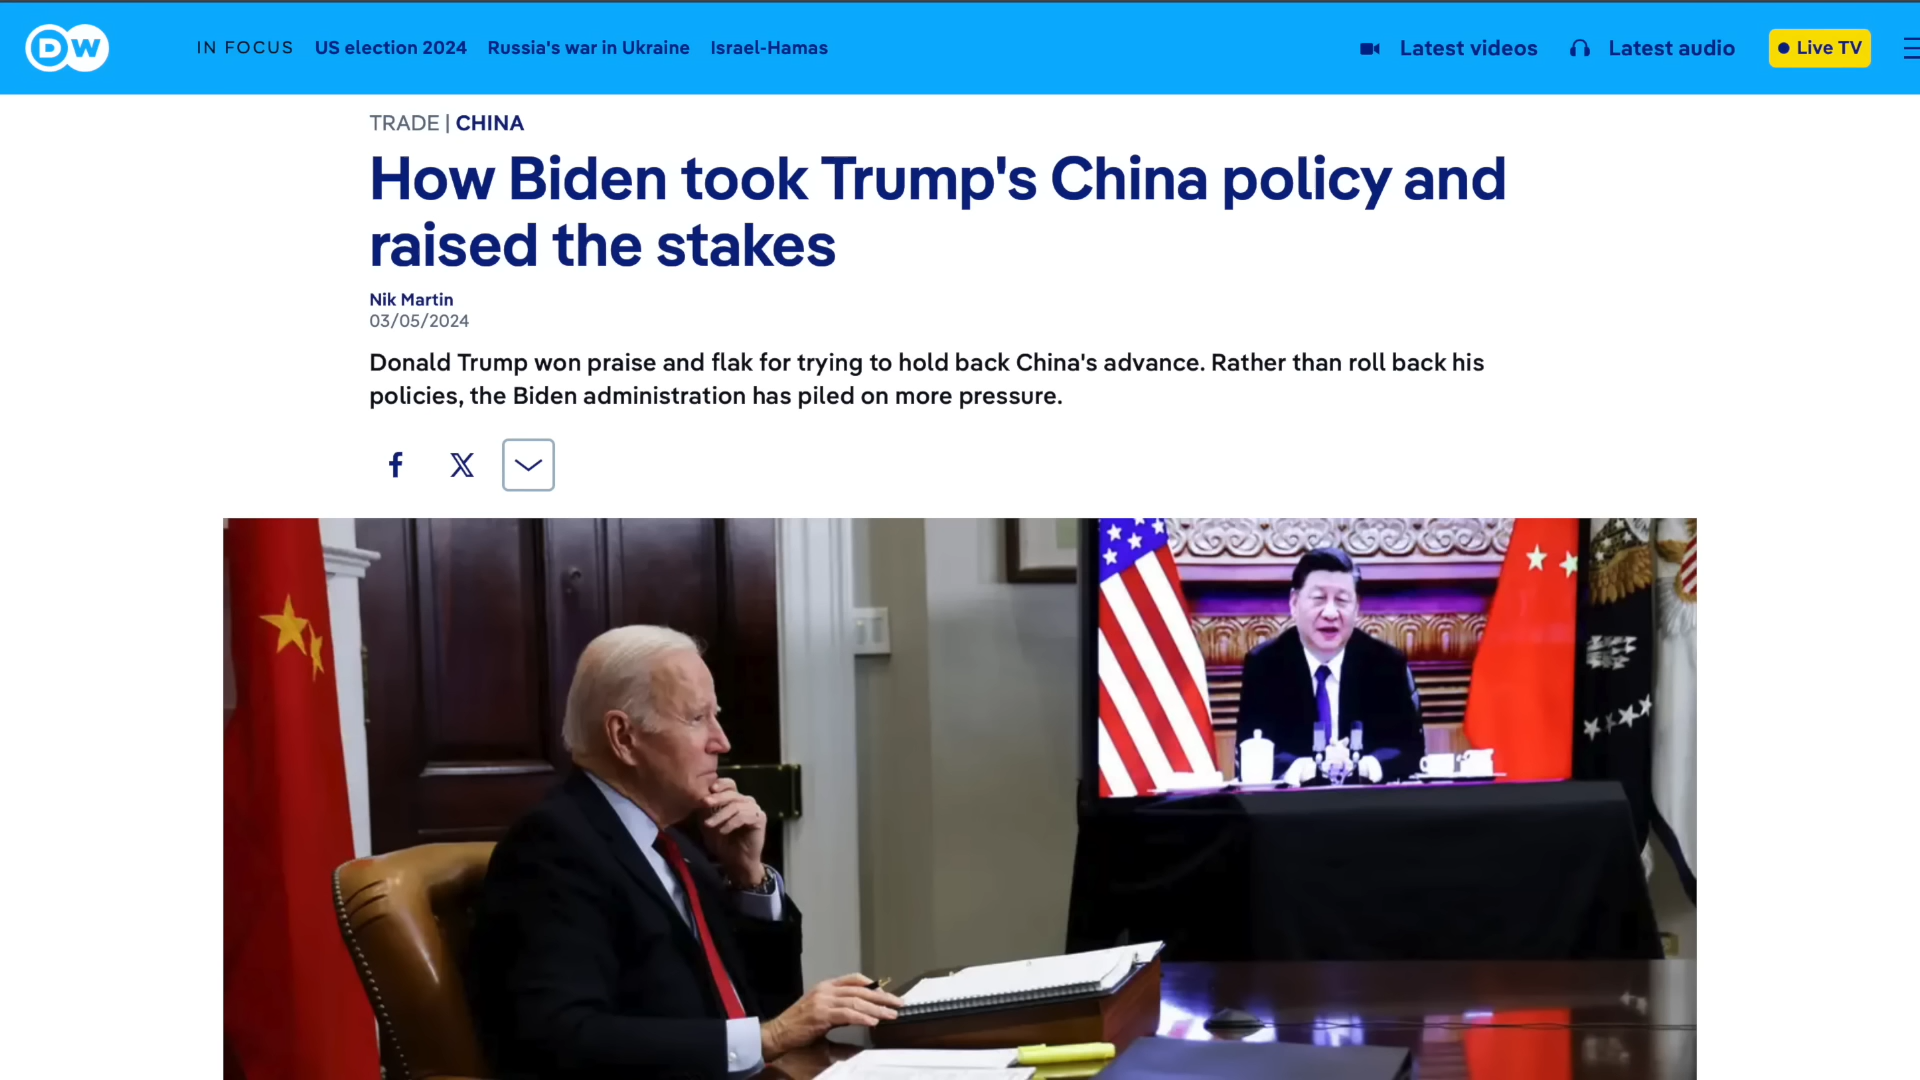 DW
IN FOCUS US election 2024 Russia's war in Ukraine Israel-Hamas
Latest videos Latest audio Live TV
TRADE | CHINA
How Biden took Trump's China policy and
raised the stakes
Nik Martin
03/05/2024
Donald Trump won praise and flak for trying to hold back China's advance. Rather than roll back his
policies, the Biden administration has piled on more pressure.